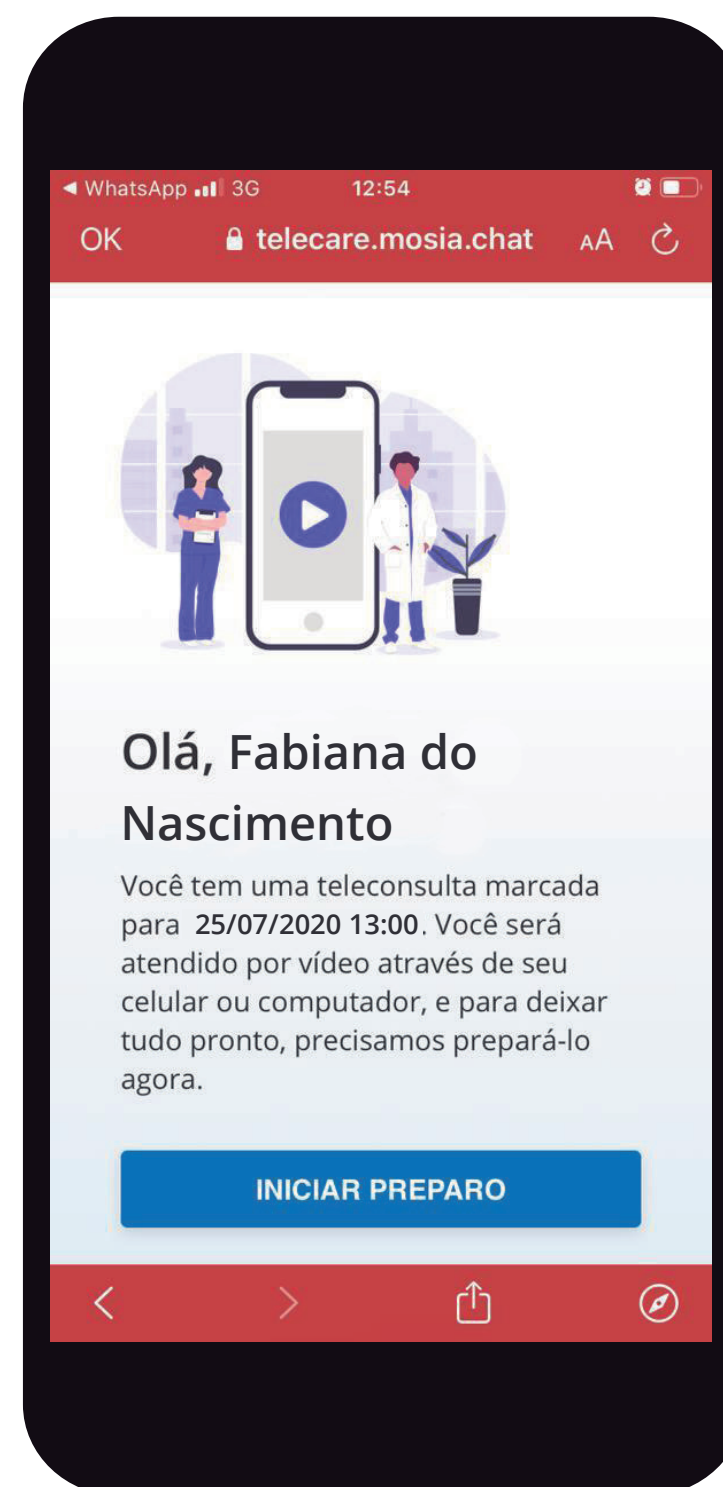 WhatsApp 3G 12:54
OK telecare.mosia.chat AA
Olá, Fabiana do
Nascimento
Você tem uma teleconsulta marcada
para 25/07/2020 13:00. Você será
atendido por vídeo através de seu
celular ou computador, e para deixar
tudo pronto, precisamos prepará-lo
agora.
INICIAR PREPARO